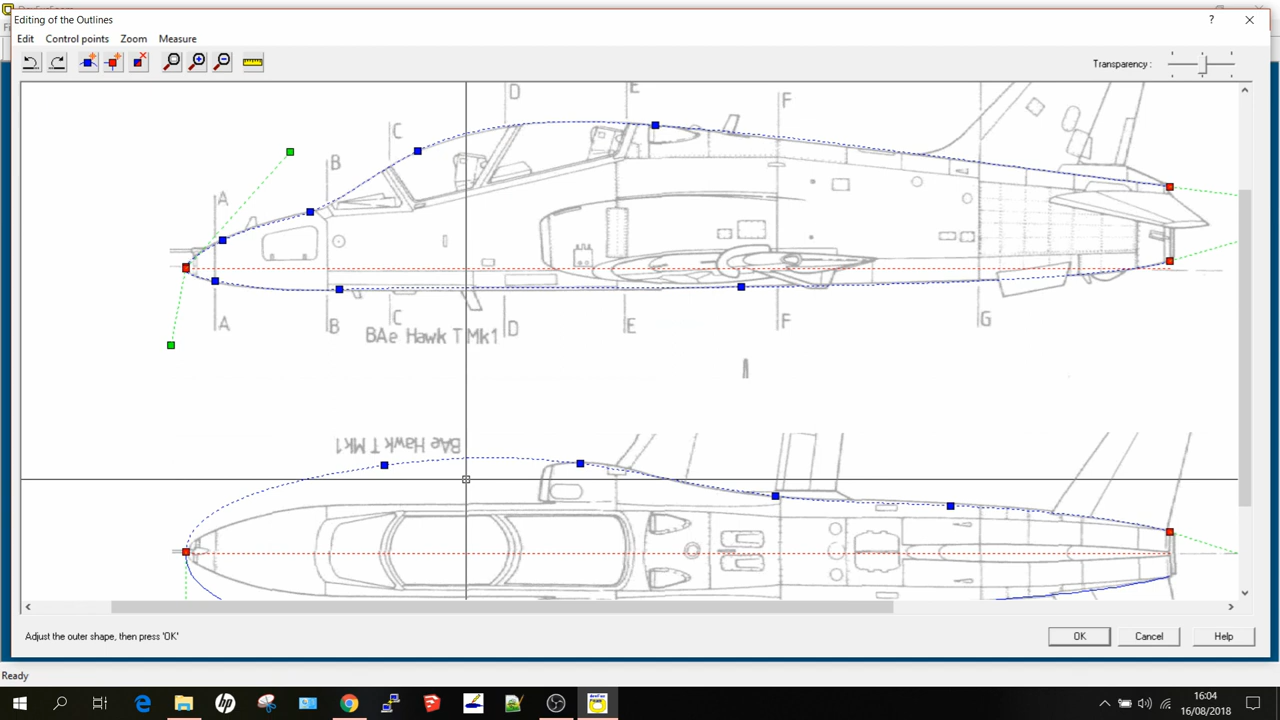 Editing of the Outlines
?
Edit Control points Zoom Measure
Transparency :
D E F
C
B
A
A B C D E F G
BAe Hawk T Mk1
BAe Hawk T Mk1
Adjust the outer shape, then press 'OK'
OK Cancel Help
Ready
16:04
16/08/2018